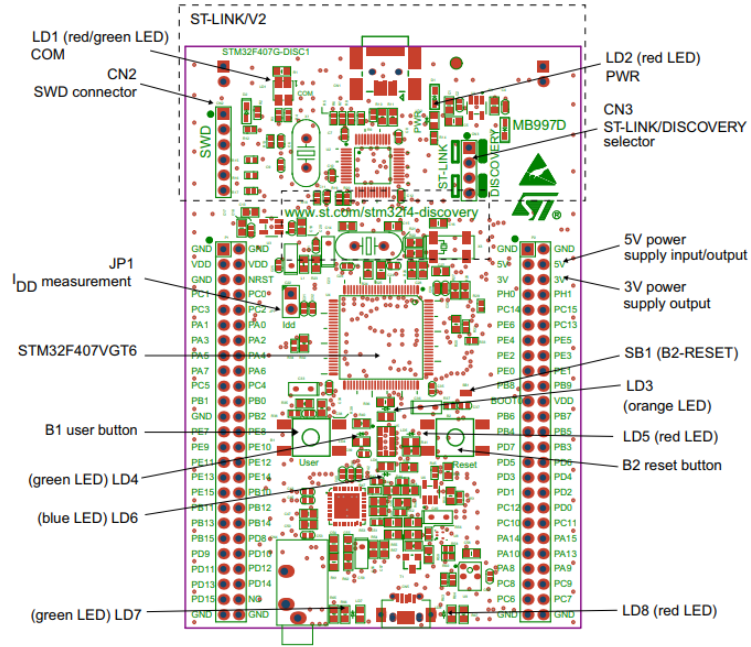 ST-LINK/V2
LD1 (red/green LED)
COM
STM32F407G-DISC1
LD2 (red LED)
PWR
CN2
SWD connector
COM
PWR
CN3
ST-LINK/DISCOVERY
selector
MB997D
SWD
ST-LINK
DISCOVERY
www.st.com/stm32f4-discovery
GND GND GND GND
VDD VDD 5V 5V
GND NRST 3V 3V
PC1 PC0 PH0 PH1
PC3 PC2 PC14 PC15
PA1 PA0 PE6 PC13
PA3 PA2 PE4 PE5
PA5 PA4 PE2 PE3
PA7 PA6 PE0 PE1
PC5 PC4 PB8 PB9
PB1 PB0 BOOT0 VDD
GND PB2 PB6 PB7
PE7 PE8 PB4 PB5
PE9 PE10 PD7 PB3
PE11 PE12 PD5 PD6
PE13 PE14 PD3 PD4
PE15 PB10 PD1 PD2
PB11 PB12 PC12 PD0
PB13 PB14 PC10 PC11
PB15 PD8 PA14 PA15
PD9 PD10 PA10 PA13
PD11 PD12 PA8 PA9
PD13 PD14 PC8 PC9
PD15 NC PC6 PC7
GND GND GND GND
5V power
supply input/output
JP1
IDD measurement
Idd
3V power
supply output
STM32F407VGT6
SB1 (B2-RESET)
LD3
(orange LED)
B1 user button
User
Reset
LD5 (red LED)
B2 reset button
(green LED) LD4
(blue LED) LD6
(green LED) LD7
LD8 (red LED)